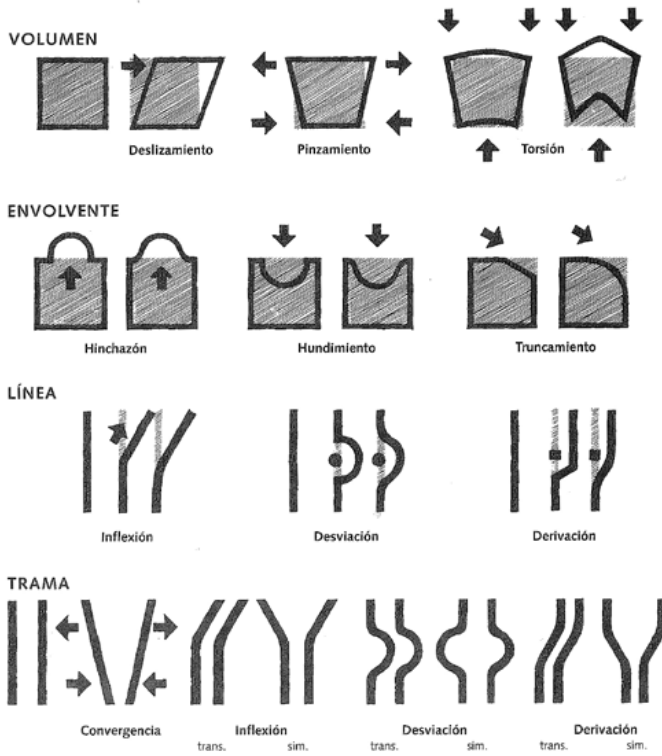 VOLUMEN
Deslizamiento Pinzamiento Torsión
ENVOLVENTE
Hinchazón Hundimiento Truncamiento
LÍNEA
Inflexión Desviación Derivación
TRAMA
Convergencia Inflexión Desviación Derivación
trans. sim. trans. sim. trans. sim.